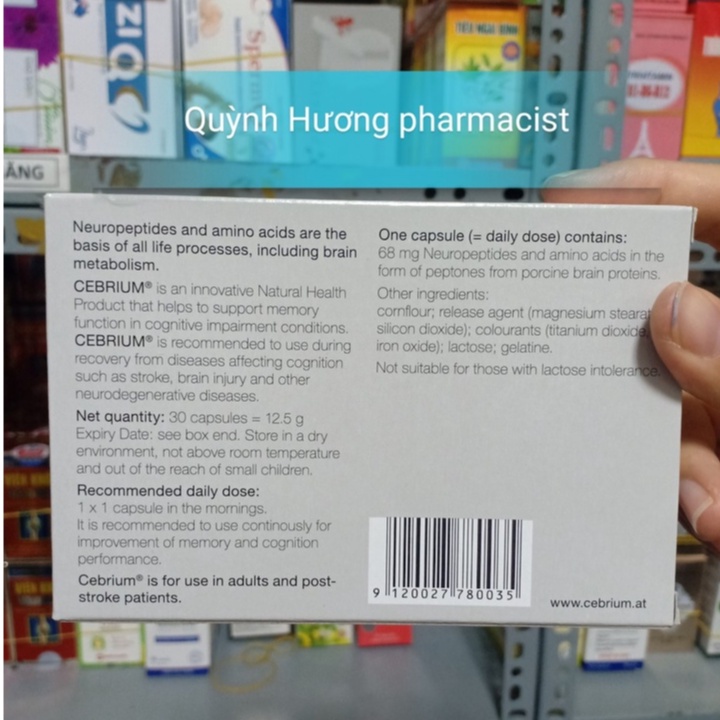 ZIQ
Sperm
B1-B6-B12
Quỳnh Hương pharmacist
ĂNG
Neuropeptides and amino acids are the
basis of all life processes, including brain
metabolism.
CEBRIUM® is an innovative Natural Health
Product that helps to support memory
function in cognitive impairment conditions.
CEBRIUM® is recommended to use during
recovery from diseases affecting cognition
such as stroke, brain injury and other
neurodegenerative diseases.
Net quantity: 30 capsules = 12.5 g
Expiry Date: see box end. Store in a dry
environment, not above room temperature
and out of the reach of small children.
Recommended daily dose:
1 x 1 capsule in the mornings.
It is recommended to use continously for
improvement of memory and cognition
performance.
Cebrium® is for use in adults and post-
stroke patients.
One capsule (= daily dose) contains:
68 mg Neuropeptides and amino acids in the
form of peptones from porcine brain proteins.
Other ingredients:
cornflour; release agent (magnesium stearat
silicon dioxide); colourants (titanium dioxide,
iron oxide); lactose; gelatine.
Not suitable for those with lactose intolerance.
9 120027 780035
www.cebrium.at